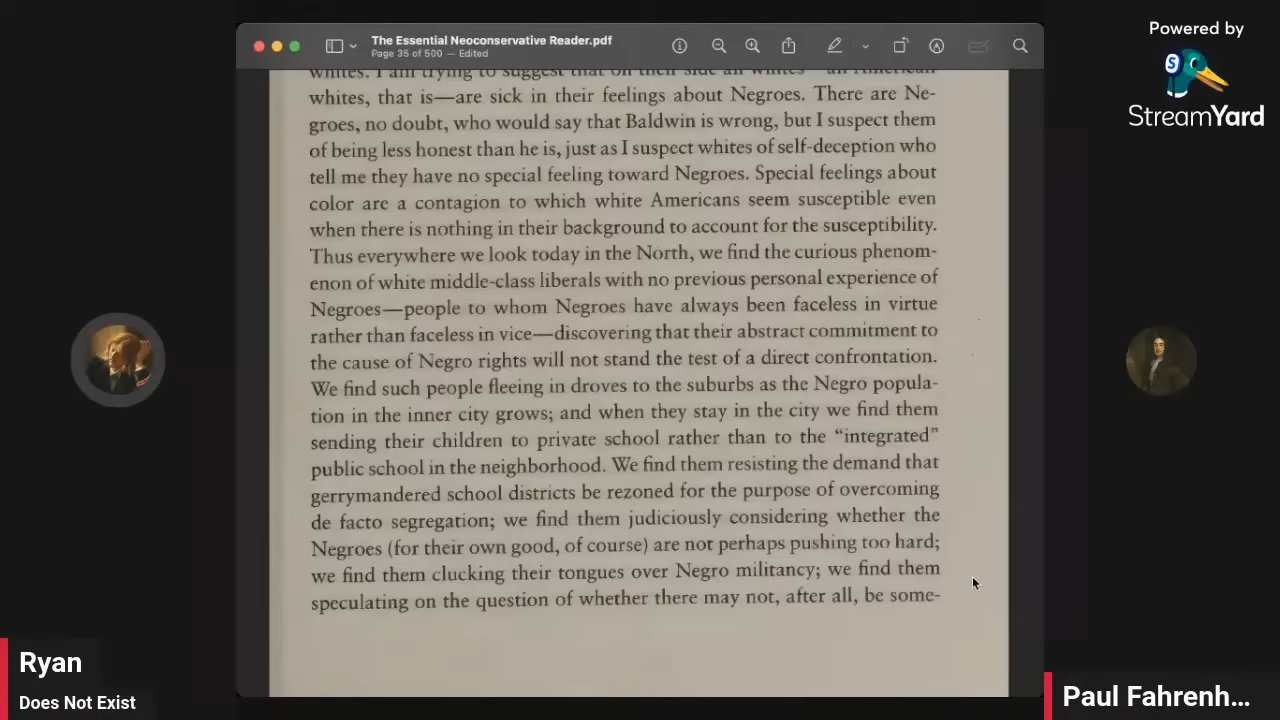 The Essential Neoconservative Reader.pdf
Page 35 of 500 — Edited
Powered by
S
StreamYard
whites. I am trying to suggest that on their side all whites—all American
whites, that is—are sick in their feelings about Negroes. There are Ne-
groes, no doubt, who would say that Baldwin is wrong, but I suspect them
of being less honest than he is, just as I suspect whites of self-deception who
tell me they have no special feeling toward Negroes. Special feelings about
color are a contagion to which white Americans seem susceptible even
when there is nothing in their background to account for the susceptibility.
Thus everywhere we look today in the North, we find the curious phenom-
enon of white middle-class liberals with no previous personal experience of
Negroes—people to whom Negroes have always been faceless in virtue
rather than faceless in vice—discovering that their abstract commitment to
the cause of Negro rights will not stand the test of a direct confrontation.
We find such people fleeing in droves to the suburbs as the Negro popula-
tion in the inner city grows; and when they stay in the city we find them
sending their children to private school rather than to the “integrated”
public school in the neighborhood. We find them resisting the demand that
gerrymandered school districts be rezoned for the purpose of overcoming
de facto segregation; we find them judiciously considering whether the
Negroes (for their own good, of course) are not perhaps pushing too hard;
we find them clucking their tongues over Negro militancy; we find them
speculating on the question of whether there may not, after all, be some-
Ryan
Does Not Exist
Paul Fahrenh...